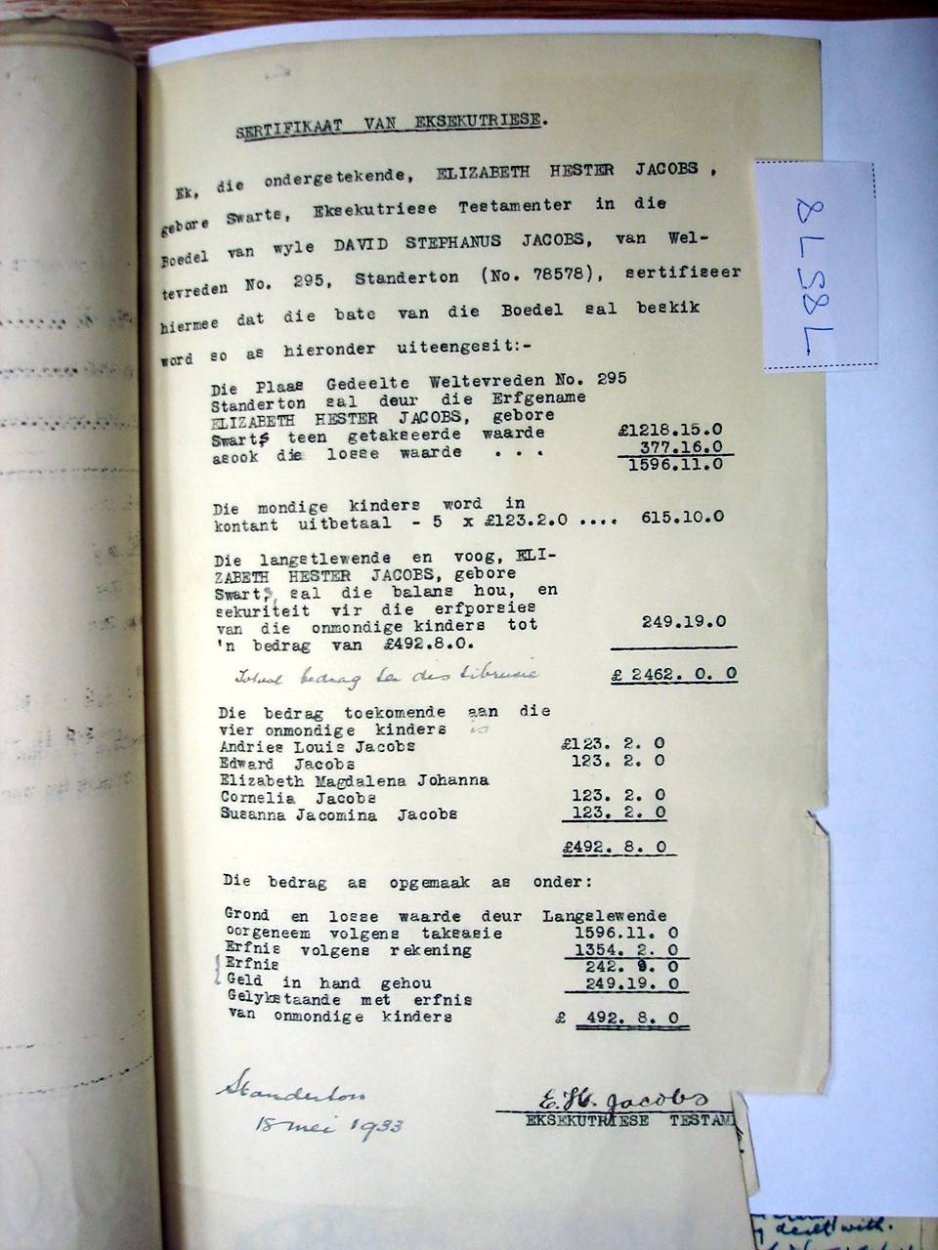 SERTIFIKAAT VAN EKSEKUTRIESE.
Ek, die ondergetekende, ELIZABETH HESTER JACOBS ,
gebore Swarts, Eksekutriese Testamenter in die
Boedel van wyle DAVID STEPHANUS JACOBS, van Wel-
tevreden No. 295, Standerton (No. 78578), sertifiseer
hiermee dat die bate van die Boedel sal beskik
word so as hieronder uiteengesit:-
Die Plaas Gedeelte Weltevreden No. 295
Standerton sal deur die Erfgename
ELIZABETH HESTER JACOBS, gebore
Swarts teen getakseerde waarde £1218.15.0
asook die losse waarde . . . 377.16.0
1596.11.0
Die mondige kinders word in
kontant uitbetaal - 5 x £123.2.0 .... 615.10.0
Die langstlewende en voog, ELI-
ZABETH HESTER JACOBS, gebore
Swart, sal die balans hou, en
sekuriteit vir die erfporsies
van die onmondige kinders tot 249.19.0
'n bedrag van £492.8.0.
Totaal bedrag £ 2462. 0. 0
Die bedrag toekomende aan die
vier onmondige kinders is
Andries Louis Jacobs £123. 2. 0
Edward Jacobs 123. 2. 0
Elizabeth Magdalena Johanna
Cornelia Jacobs 123. 2. 0
Susanna Jacomina Jacobs 123. 2. 0
£492. 8. 0
Die bedrag as opgemaak as onder:
Grond en losse waarde deur Langslewende
oorgeneem volgens taksasie 1596.11. 0
Erfnis volgens rekening 1354. 2. 0
Erfnis 242. 9. 0
Geld in hand gehou 249.19. 0
Gelykstaande met erfnis
van onmondige kinders £ 492. 8. 0
Standerton
18 mei 1933
E. H. Jacobs
EKSEKUTRIESE TESTAM
78578
dealt with.